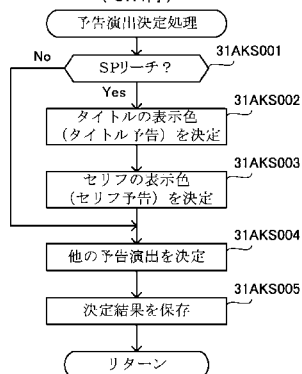 予告演出決定処理
No
SPリーチ？
31AKS001
Yes
31AKS002
タイトルの表示色
（タイトル予告）を決定
31AKS003
セリフの表示色
（セリフ予告）を決定
31AKS004
他の予告演出を決定
31AKS005
決定結果を保存
リターン